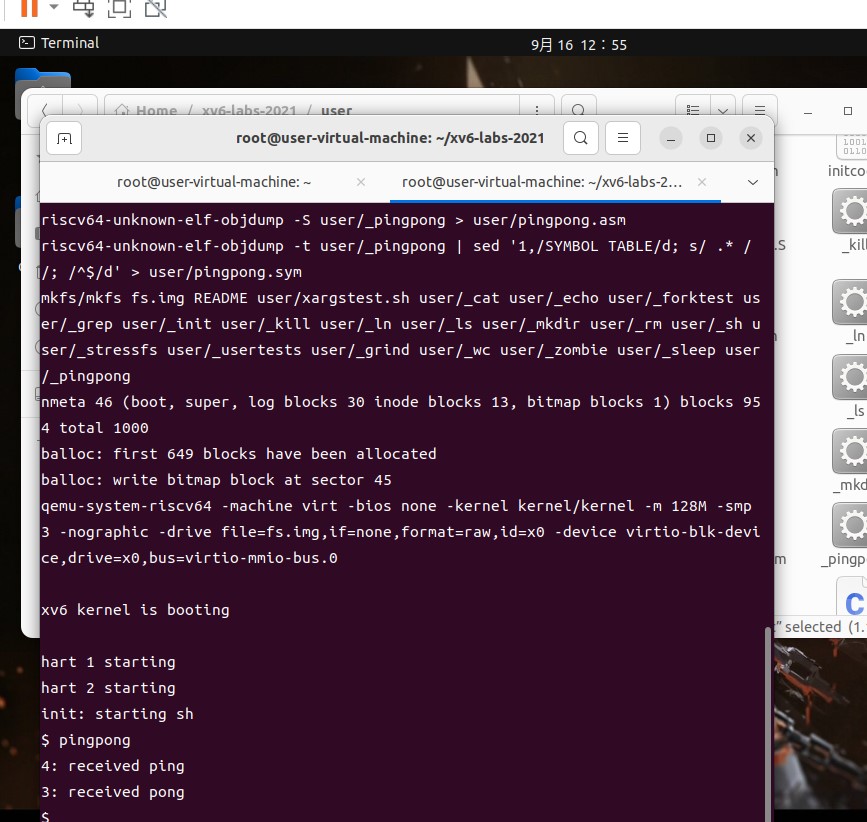 Terminal
9月 16 12：55
Home / xv6-labs-2021 / user
root@user-virtual-machine: ~/xv6-labs-2021
root@user-virtual-machine: ~
root@user-virtual-machine: ~/xv6-labs-2...
riscv64-unknown-elf-objdump -S user/_pingpong > user/pingpong.asm
riscv64-unknown-elf-objdump -t user/_pingpong | sed '1,/SYMBOL TABLE/d; s/ .* /
/; /^$/d' > user/pingpong.sym
mkfs/mkfs fs.img README user/xargstest.sh user/_cat user/_echo user/_forktest us
er/_grep user/_init user/_kill user/_ln user/_ls user/_mkdir user/_rm user/_sh u
ser/_stressfs user/_usertests user/_grind user/_wc user/_zombie user/_sleep user
/_pingpong
nmeta 46 (boot, super, log blocks 30 inode blocks 13, bitmap blocks 1) blocks 95
4 total 1000
balloc: first 649 blocks have been allocated
balloc: write bitmap block at sector 45
qemu-system-riscv64 -machine virt -bios none -kernel kernel/kernel -m 128M -smp
3 -nographic -drive file=fs.img,if=none,format=raw,id=x0 -device virtio-blk-devi
ce,drive=x0,bus=virtio-mmio-bus.0
xv6 kernel is booting
hart 1 starting
hart 2 starting
init: starting sh
$ pingpong
4: received ping
3: received pong
$
initco
.S
_kil
_ln
_ls
_mkd
_pingp
C
" selected (1.